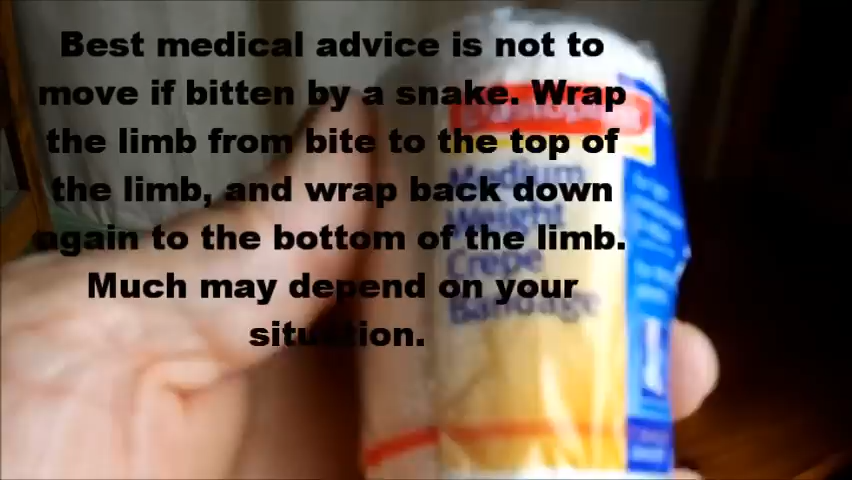 Best medical advice is not to
move if bitten by a snake. Wrap
the limb from bite to the top of
the limb, and wrap back down
again to the bottom of the limb.
Much may depend on your
situation.
Medium
Weight
Crepe
Bandage